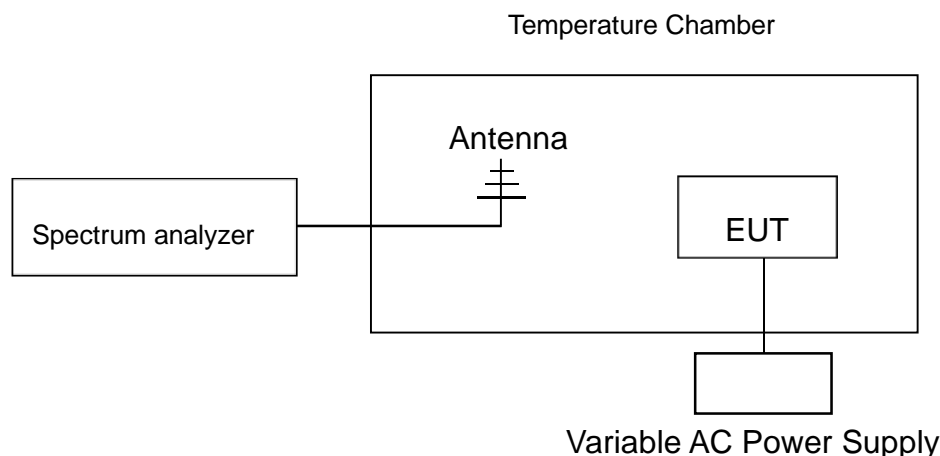 Temperature Chamber
Antenna
Spectrum analyzer
EUT
Variable AC Power Supply